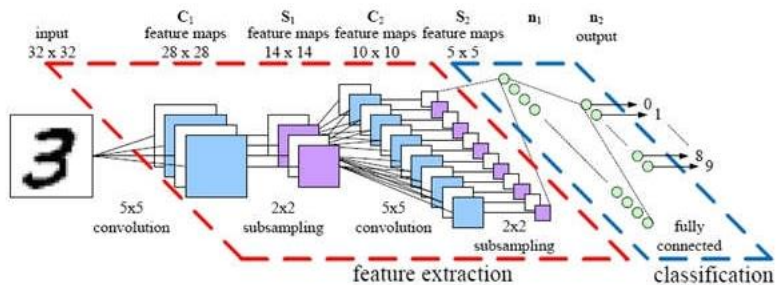 input
32 x 32
C₁
feature maps
28 x 28
S₁
feature maps
14 x 14
C₂
feature maps
10 x 10
S₂
feature maps
5 x 5
n₁
n₂
output
3
0
1
8
9
5x5
convolution
2x2
subsampling
5x5
convolution
2x2
subsampling
fully
connected
feature extraction
classification